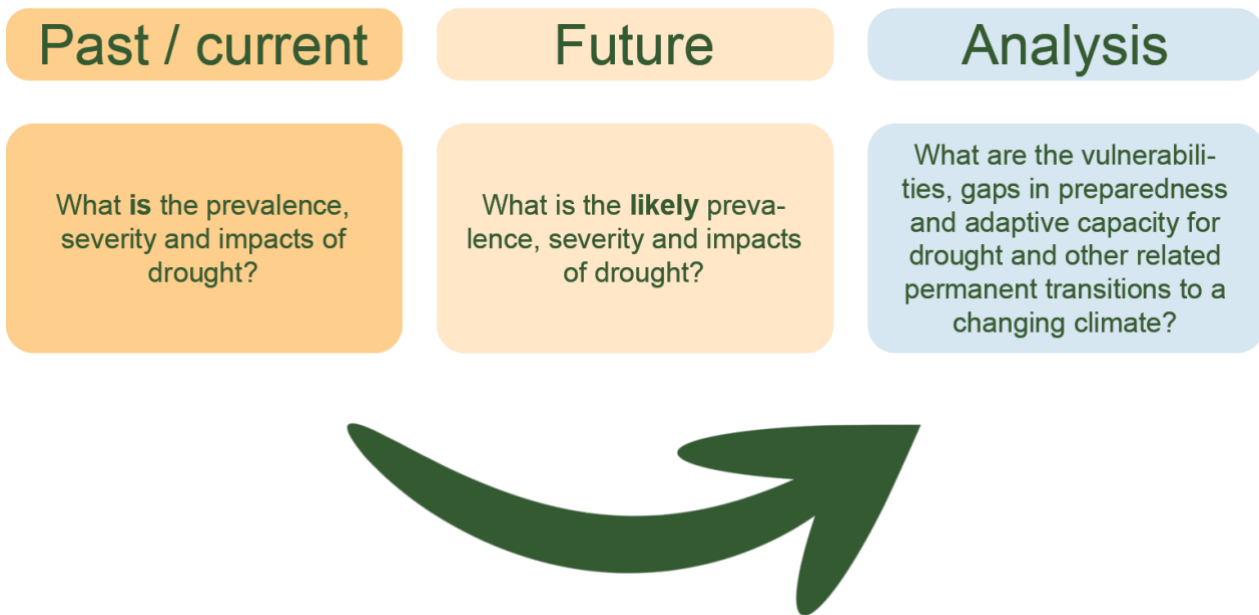 Past / current
Future
Analysis
What is the prevalence,
severity and impacts of
drought?
What is the likely preva-
lence, severity and impacts
of drought?
What are the vulnerabili-
ties, gaps in preparedness
and adaptive capacity for
drought and other related
permanent transitions to a
changing climate?